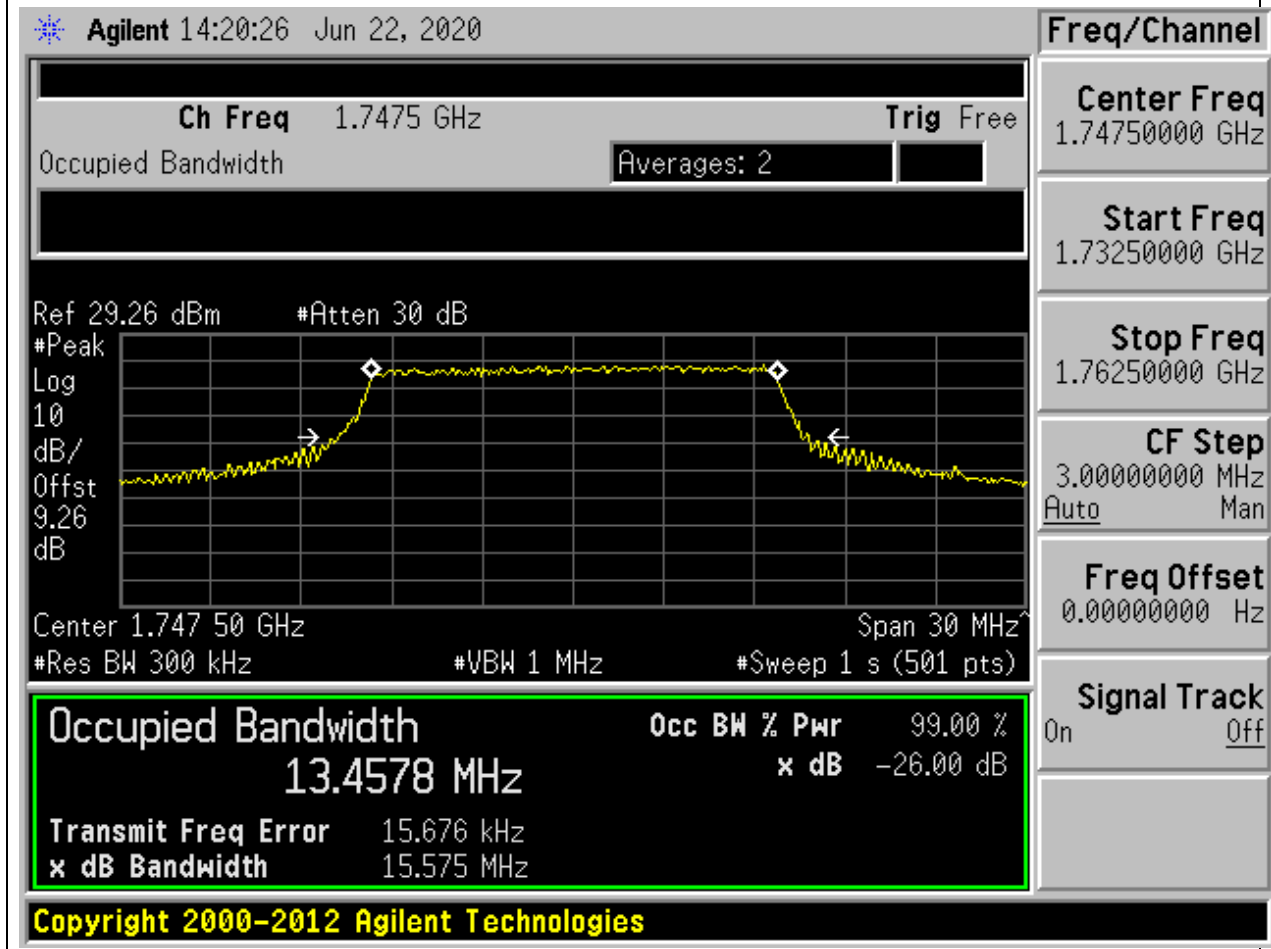 Agilent 14:20:26 Jun 22, 2020
Freq/Channel
Ch Freq 1.7475 GHz Trig Free
Occupied Bandwidth Averages: 2
Ref 29.26 dBm #Atten 30 dB
#Peak
Log
10
dB/
Offst
9.26
dB
Center 1.747 50 GHz Span 30 MHz^
#Res BW 300 kHz #VBW 1 MHz #Sweep 1 s (501 pts)
Occupied Bandwidth Occ BW % Pwr 99.00 %
13.4578 MHz x dB -26.00 dB
Transmit Freq Error 15.676 kHz
x dB Bandwidth 15.575 MHz
Center Freq
1.74750000 GHz
Start Freq
1.73250000 GHz
Stop Freq
1.76250000 GHz
CF Step
3.00000000 MHz
Auto Man
Freq Offset
0.00000000 Hz
Signal Track
On Off
Copyright 2000-2012 Agilent Technologies